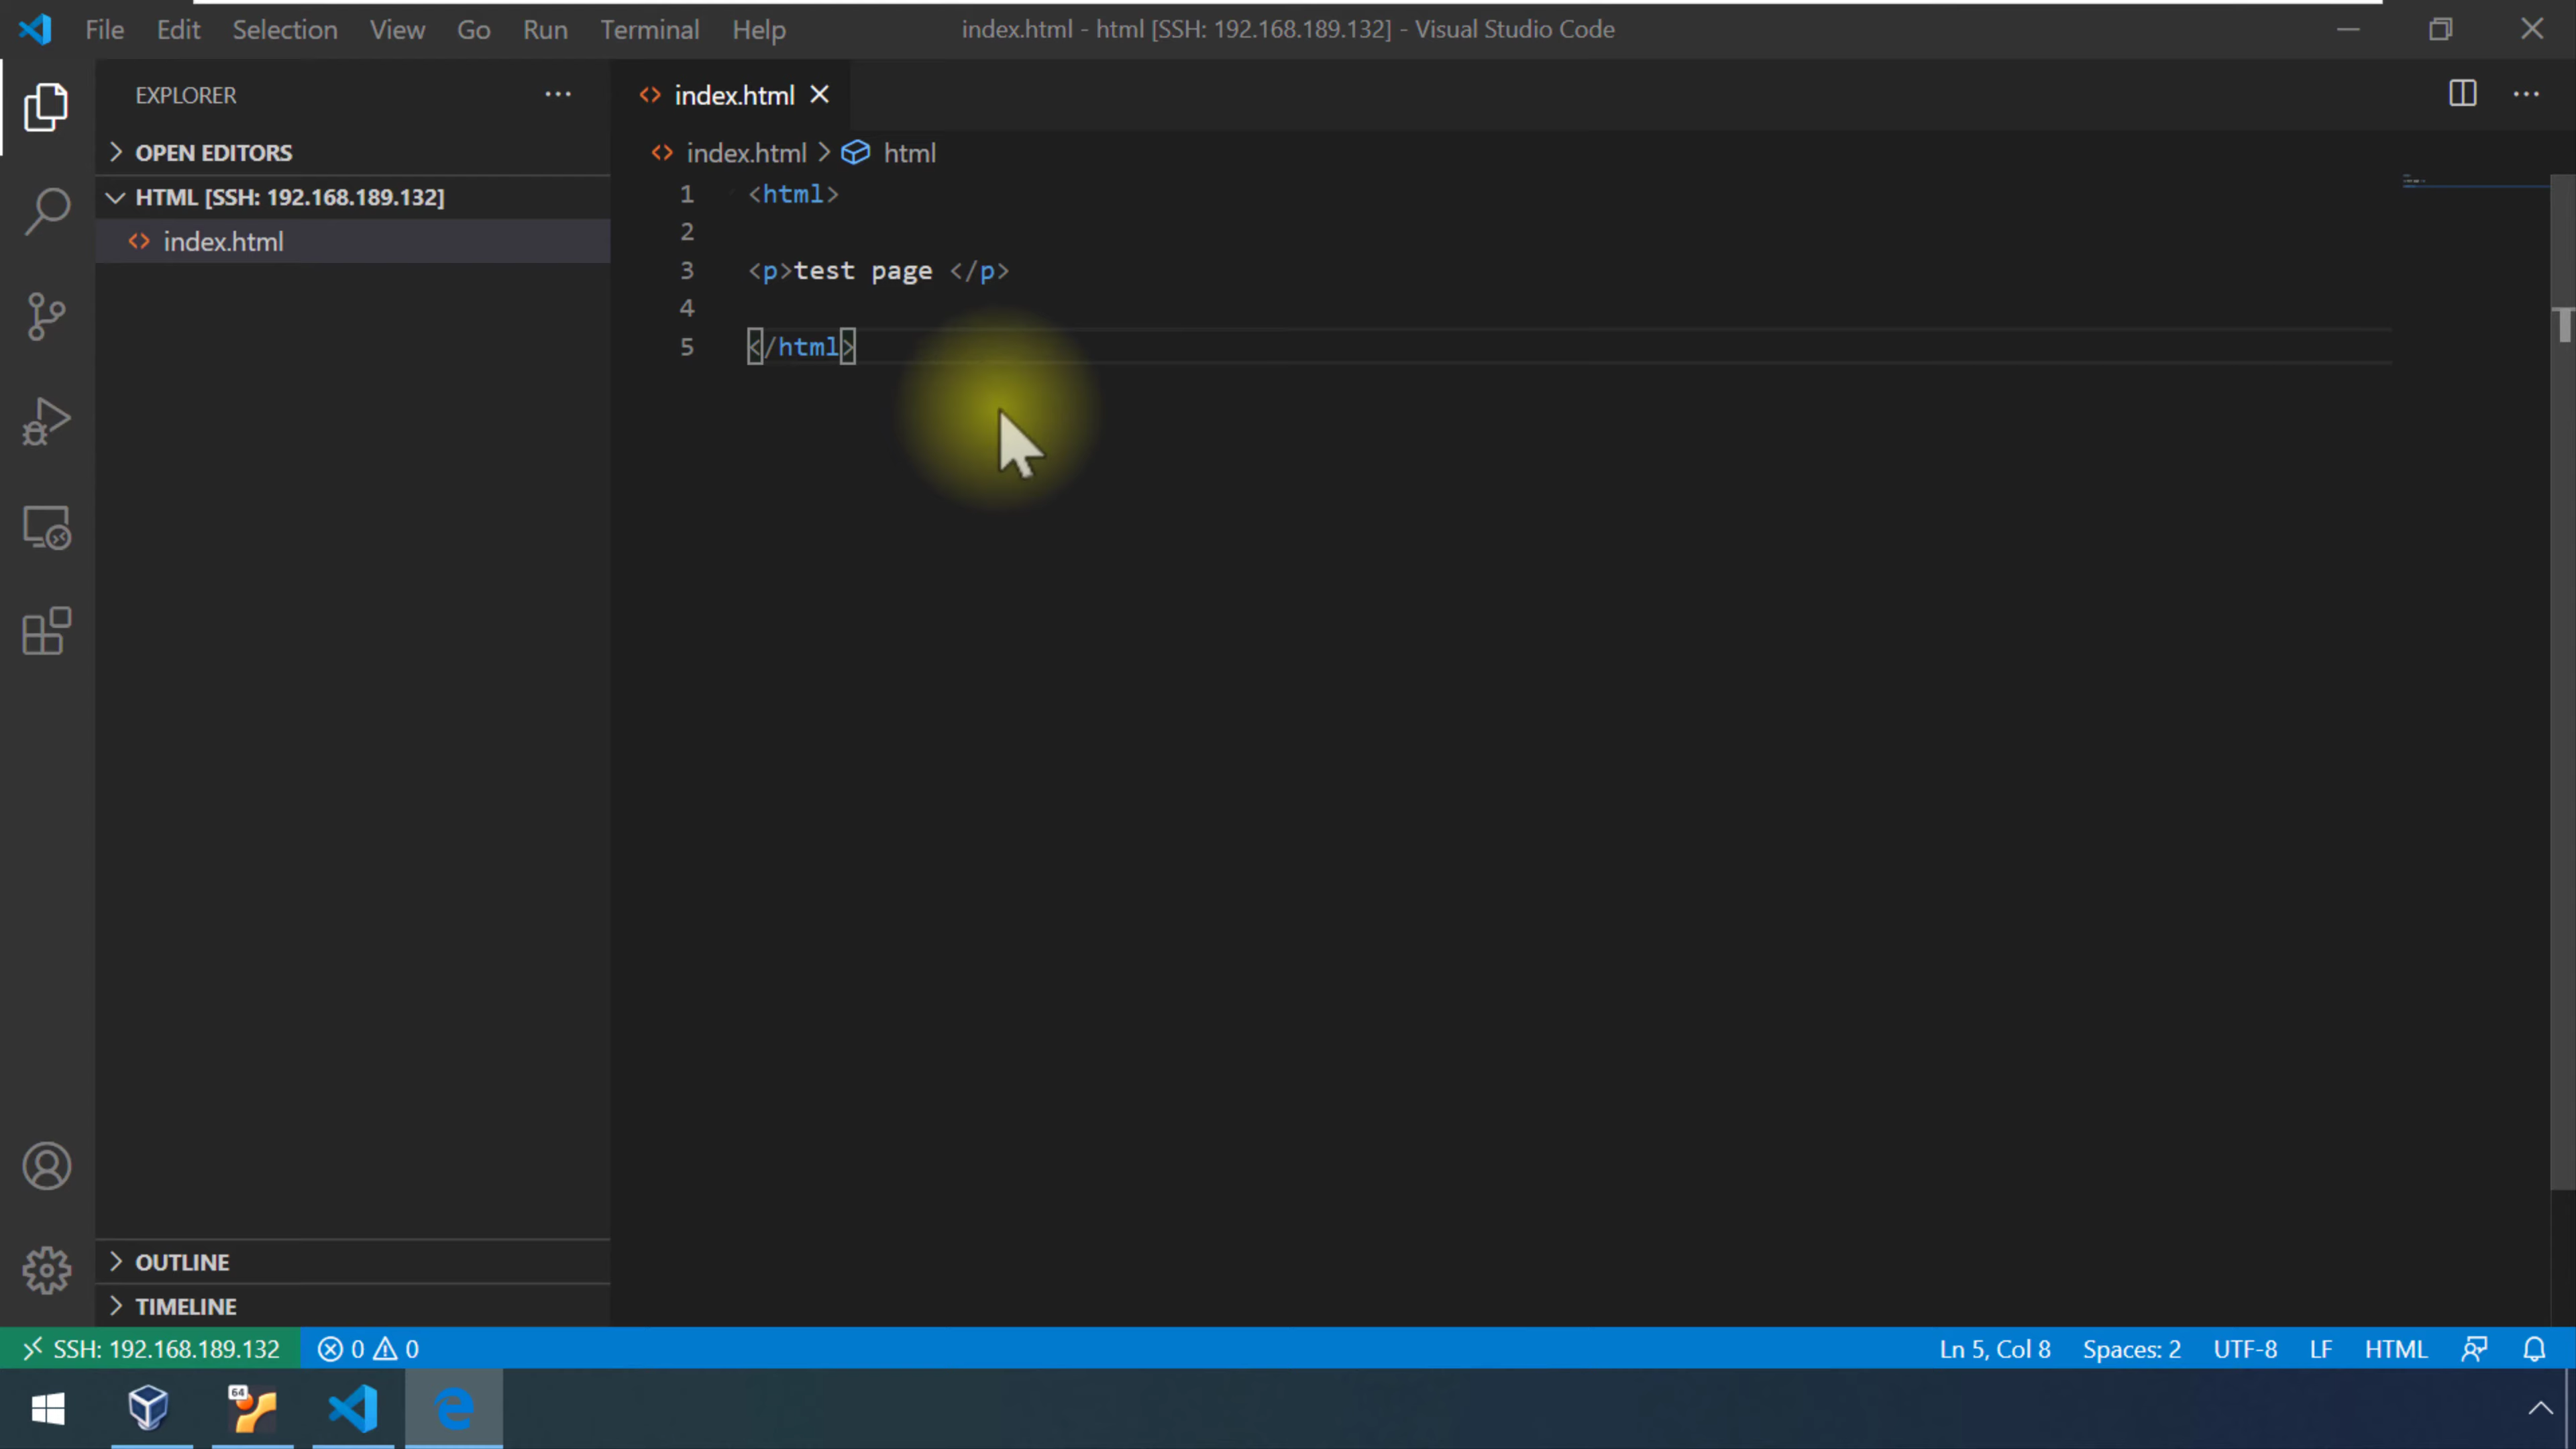 File Edit Selection View Go Run Terminal Help index.html - html [SSH: 192.168.189.132] - Visual Studio Code
EXPLORER
index.html
OPEN EDITORS
index.html > html
HTML [SSH: 192.168.189.132]
index.html
1 <html>
2
3 <p>test page </p>
4
5 </html>
OUTLINE
TIMELINE
SSH: 192.168.189.132 0 0 Ln 5, Col 8 Spaces: 2 UTF-8 LF HTML
64